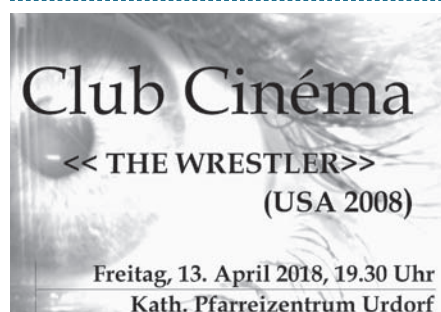 Club Cinéma
<< THE WRESTLER>>
(USA 2008)
Freitag, 13. April 2018, 19.30 Uhr
Kath. Pfarreizentrum Urdorf